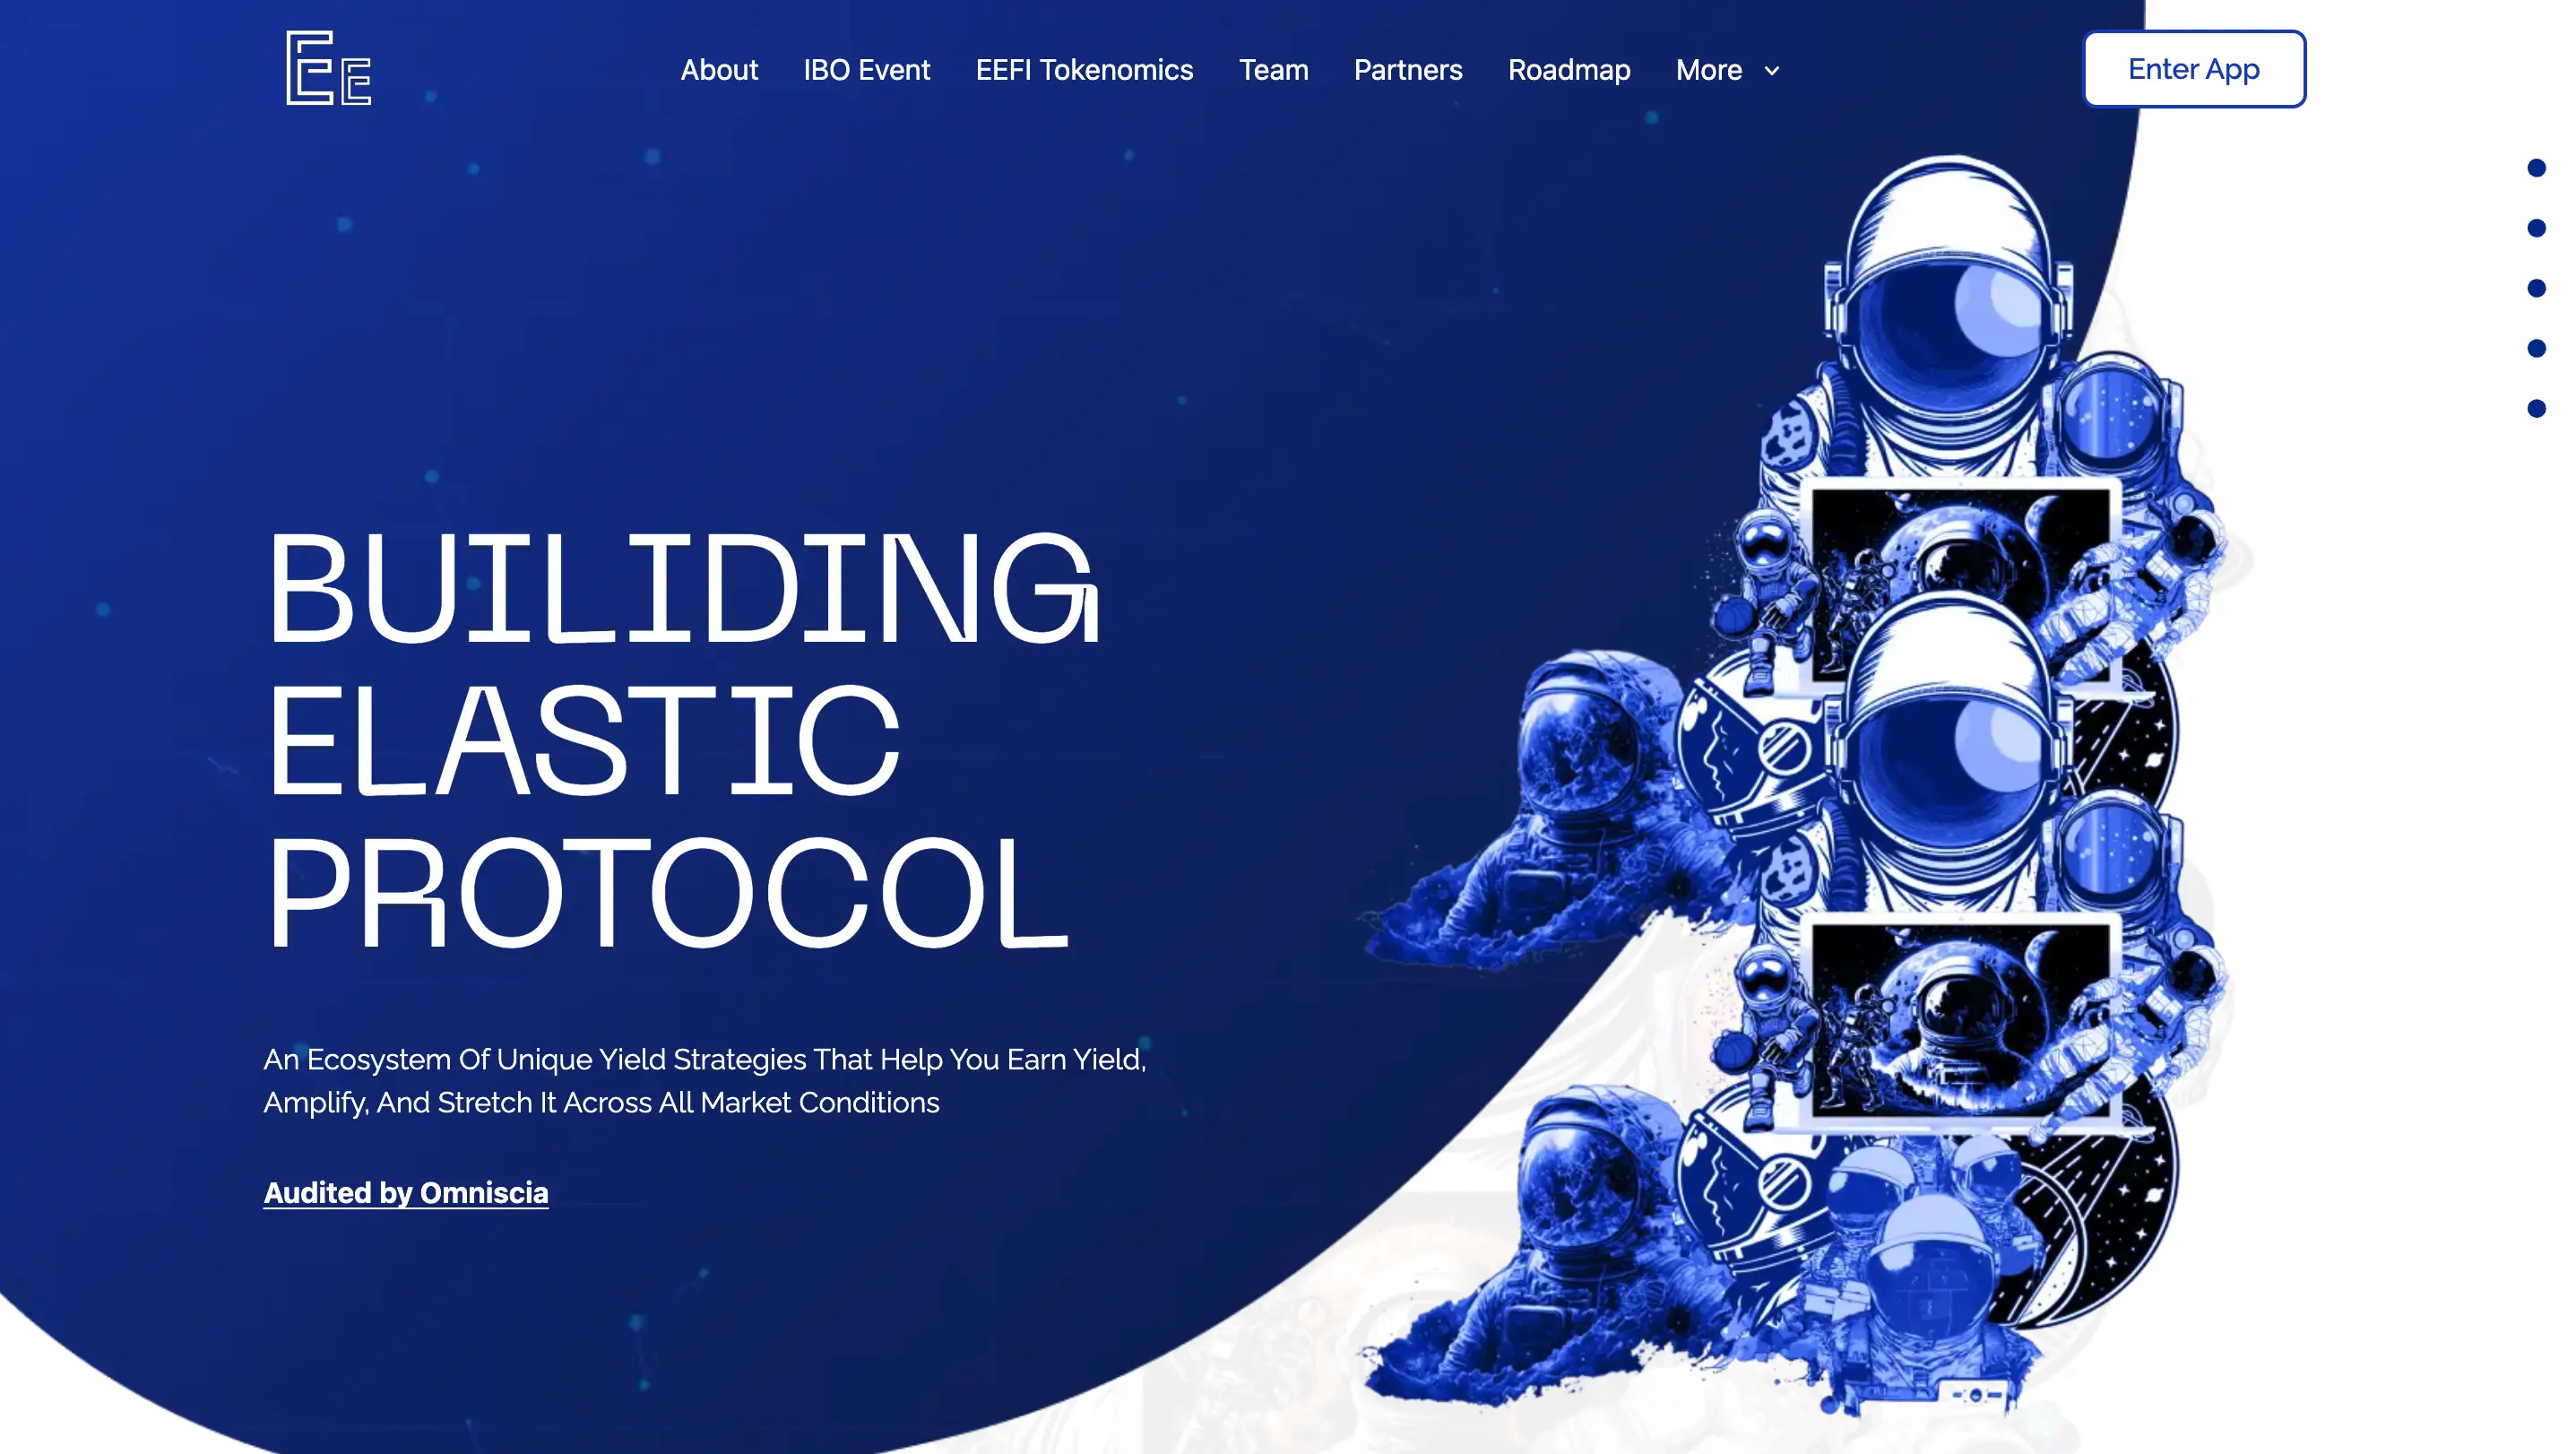 EE
About IBO Event EEFI Tokenomics Team Partners Roadmap More Enter App
BUILIDING
ELASTIC
PROTOCOL
An Ecosystem Of Unique Yield Strategies That Help You Earn Yield,
Amplify, And Stretch It Across All Market Conditions
Audited by Omniscia